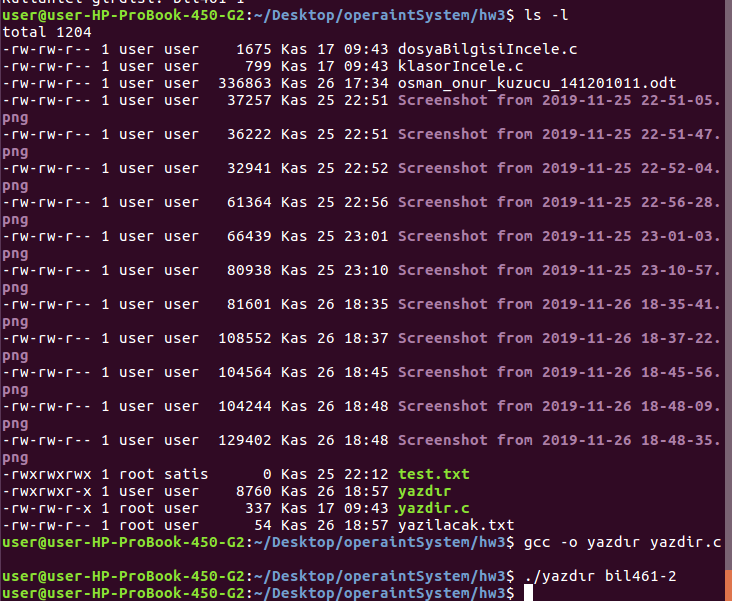 Kullanici girdisi: bil461-1
user@user-HP-ProBook-450-G2:~/Desktop/operaintSystem/hw3$ ls -l
total 1204
-rw-rw-r-- 1 user user 1675 Kas 17 09:43 dosyaBilgisiIncele.c
-rw-rw-r-- 1 user user 799 Kas 17 09:43 klasorIncele.c
-rw-rw-r-- 1 user user 336863 Kas 26 17:34 osman_onur_kuzucu_141201011.odt
-rw-rw-r-- 1 user user 37257 Kas 25 22:51 Screenshot from 2019-11-25 22-51-05.
png
-rw-rw-r-- 1 user user 36222 Kas 25 22:51 Screenshot from 2019-11-25 22-51-47.
png
-rw-rw-r-- 1 user user 32941 Kas 25 22:52 Screenshot from 2019-11-25 22-52-04.
png
-rw-rw-r-- 1 user user 61364 Kas 25 22:56 Screenshot from 2019-11-25 22-56-28.
png
-rw-rw-r-- 1 user user 66439 Kas 25 23:01 Screenshot from 2019-11-25 23-01-03.
png
-rw-rw-r-- 1 user user 80938 Kas 25 23:10 Screenshot from 2019-11-25 23-10-57.
png
-rw-rw-r-- 1 user user 81601 Kas 26 18:35 Screenshot from 2019-11-26 18-35-41.
png
-rw-rw-r-- 1 user user 108552 Kas 26 18:37 Screenshot from 2019-11-26 18-37-22.
png
-rw-rw-r-- 1 user user 104564 Kas 26 18:45 Screenshot from 2019-11-26 18-45-56.
png
-rw-rw-r-- 1 user user 104244 Kas 26 18:48 Screenshot from 2019-11-26 18-48-09.
png
-rw-rw-r-- 1 user user 129402 Kas 26 18:48 Screenshot from 2019-11-26 18-48-35.
png
-rwxrwxrwx 1 root satis 0 Kas 25 22:12 test.txt
-rwxrwxr-x 1 user user 8760 Kas 26 18:57 yazdır
-rw-rw-r-x 1 root user 337 Kas 17 09:43 yazdir.c
-rw-rw-r-- 1 root user 54 Kas 26 18:57 yazilacak.txt
user@user-HP-ProBook-450-G2:~/Desktop/operaintSystem/hw3$ gcc -o yazdır yazdir.c
user@user-HP-ProBook-450-G2:~/Desktop/operaintSystem/hw3$ ./yazdır bil461-2
user@user-HP-ProBook-450-G2:~/Desktop/operaintSystem/hw3$